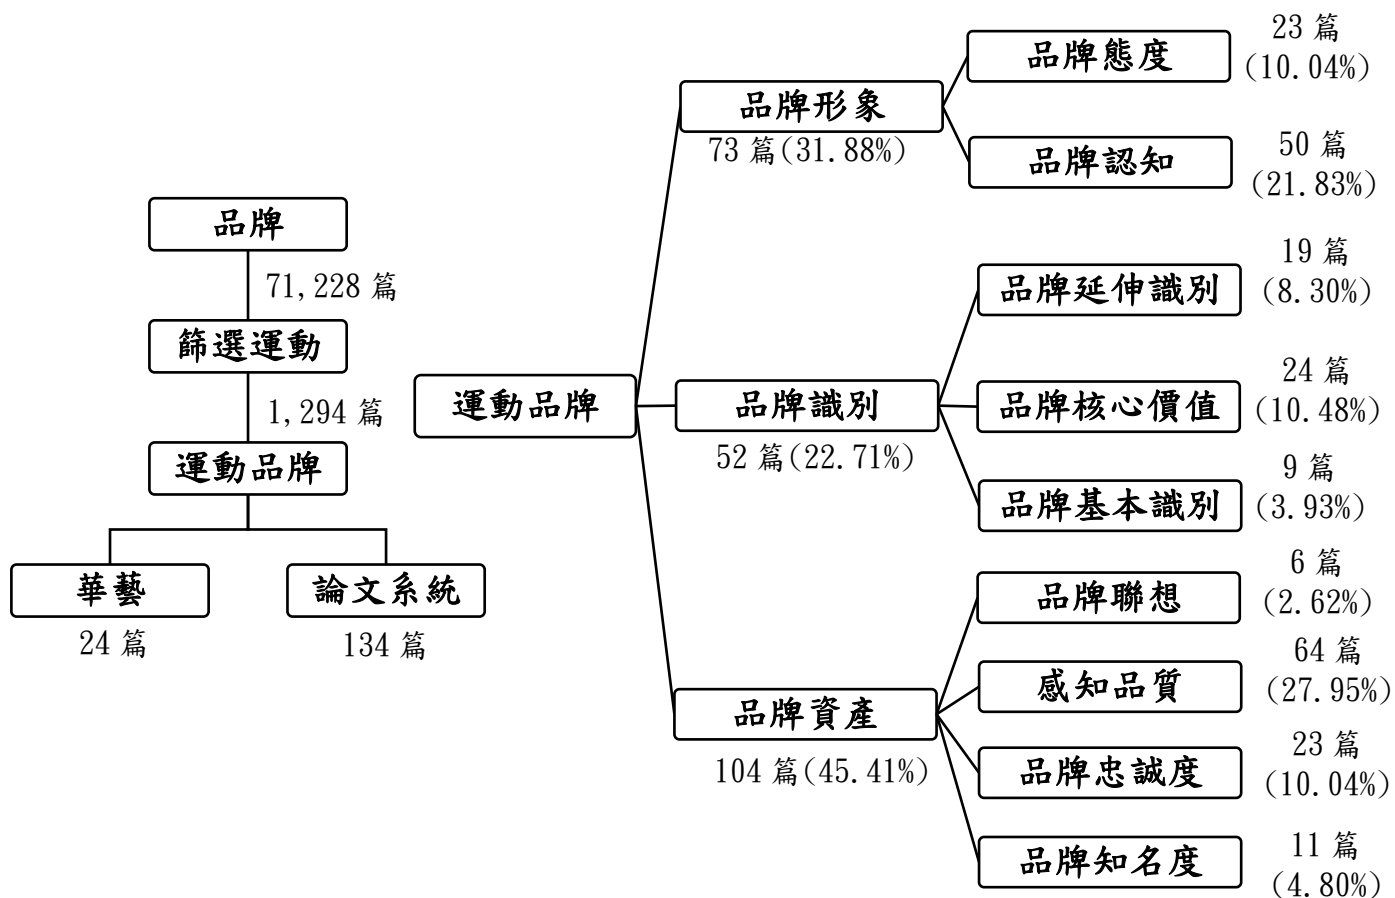 品牌
71,228 篇
篩選運動
1,294 篇
運動品牌
華藝
24 篇
論文系統
134 篇
運動品牌
品牌形象
73 篇(31.88%)
品牌態度
23 篇
(10.04%)
品牌認知
50 篇
(21.83%)
品牌識別
52 篇(22.71%)
品牌延伸識別
19 篇
(8.30%)
品牌核心價值
24 篇
(10.48%)
品牌基本識別
9 篇
(3.93%)
品牌資產
104 篇(45.41%)
品牌聯想
6 篇
(2.62%)
感知品質
64 篇
(27.95%)
品牌忠誠度
23 篇
(10.04%)
品牌知名度
11 篇
(4.80%)